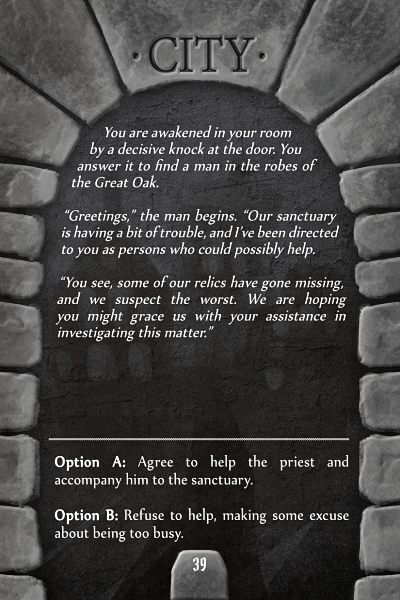 · CITY ·
You are awakened in your room
by a decisive knock at the door. You
answer it to find a man in the robes of
the Great Oak.
“Greetings,” the man begins. “Our sanctuary
is having a bit of trouble, and I’ve been directed
to you as persons who could possibly help.
“You see, some of our relics have gone missing,
and we suspect the worst. We are hoping
you might grace us with your assistance in
investigating this matter.”
Option A: Agree to help the priest and
accompany him to the sanctuary.
Option B: Refuse to help, making some excuse
about being too busy.
39